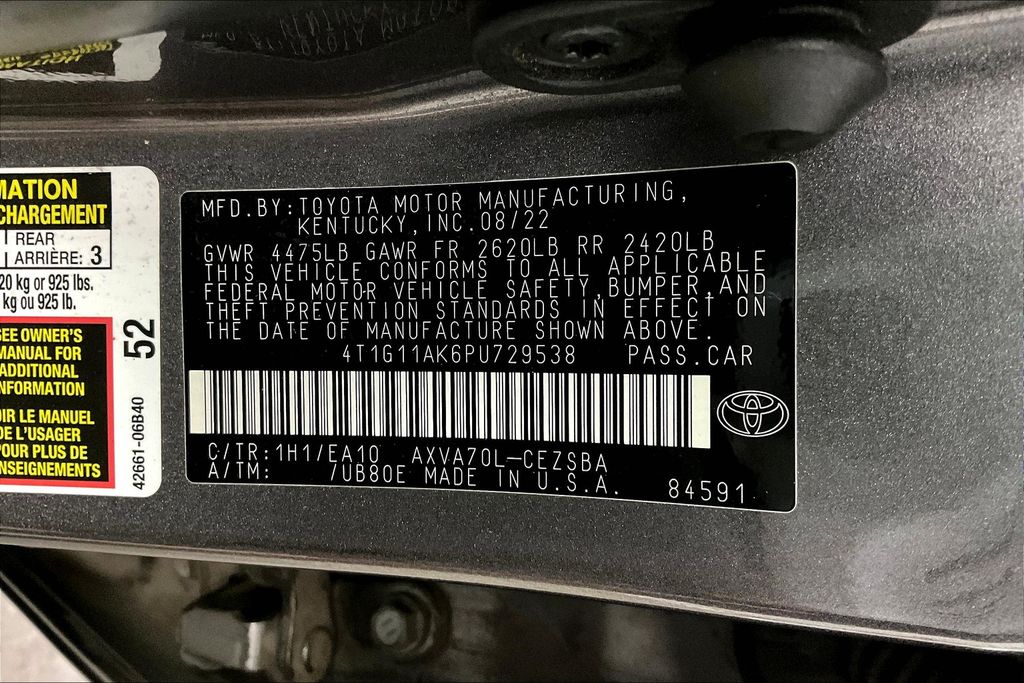 MATION
CHARGEMENT
REAR
ARRIÈRE: 3
20 kg or 925 lbs.
kg ou 925 lb.
SEE OWNER'S
MANUAL FOR
ADDITIONAL
INFORMATION
IR LE MANUEL
DE L'USAGER
POUR PLUS DE
NSEIGNEMENTS
52
42661-06B40
MFD.BY:TOYOTA MOTOR MANUFACTURING,
KENTUCKY,INC.08/22
GVWR 4475LB GAWR FR 2620LB RR 2420LB
THIS VEHICLE CONFORMS TO ALL APPLICABLE
FEDERAL MOTOR VEHICLE SAFETY,BUMPER,AND
THEFT PREVENTION STANDARDS IN EFFECT ON
THE DATE OF MANUFACTURE SHOWN ABOVE.
4T1G11AK6PU729538 PASS.CAR
C/TR:1H1/EA10 AXVA70L-CEZSBA
A/TM: /UB80E MADE IN U.S.A. 84591